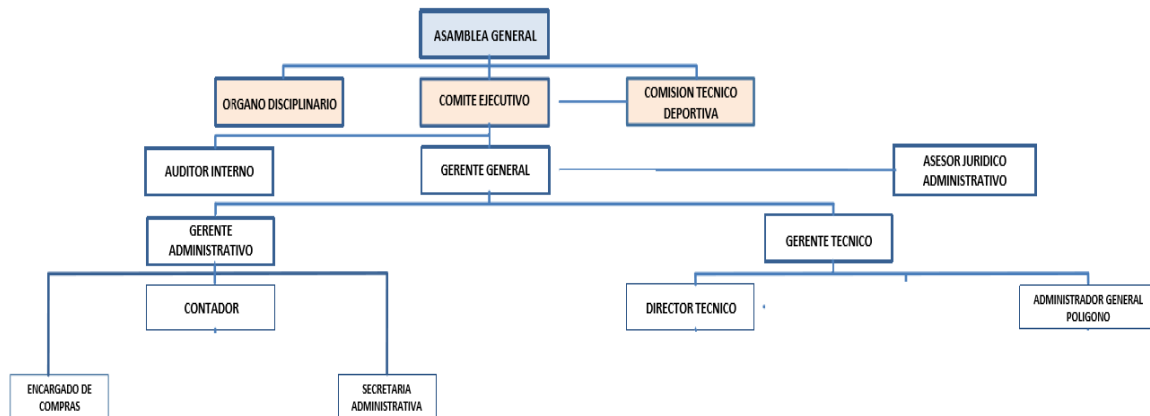 ASAMBLEA GENERAL
ORGANO DISCIPLINARIO
COMITE EJECUTIVO
COMISION TECNICO
DEPORTIVA
AUDITOR INTERNO
GERENTE GENERAL
ASESOR JURIDICO
ADMINISTRATIVO
GERENTE
ADMINISTRATIVO
GERENTE TECNICO
CONTADOR
DIRECTOR TECNICO
ADMINISTRADOR GENERAL
POLIGONO
ENCARGADO DE
COMPRAS
SECRETARIA
ADMINISTRATIVA